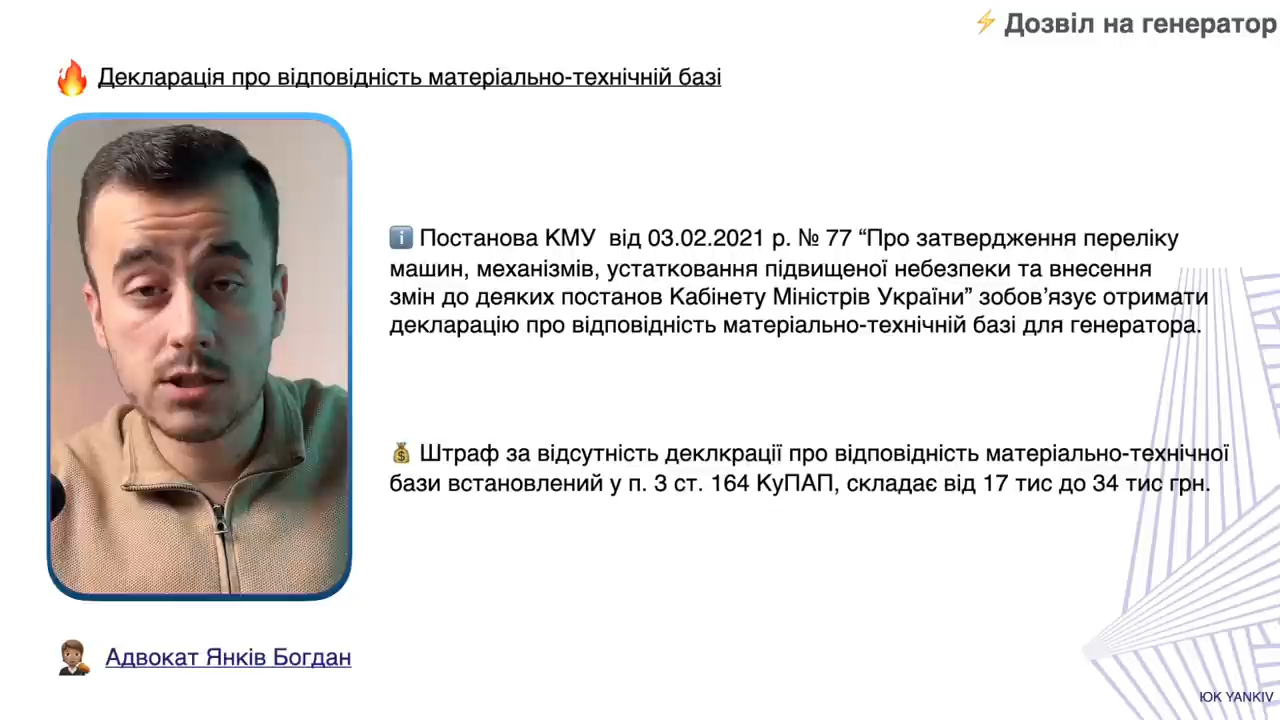 ⚡ Дозвіл на генератор
🔥 Декларація про відповідність матеріально-технічній базі
ℹ️ Постанова КМУ від 03.02.2021 р. № 77 “Про затвердження переліку
машин, механізмів, устатковання підвищеної небезпеки та внесення
змін до деяких постанов Кабінету Міністрів України” зобов’язує отримати
декларацію про відповідність матеріально-технічній базі для генератора.
💰 Штраф за відсутність деклкрації про відповідність матеріально-технічної
бази встановлений у п. 3 ст. 164 КуПАП, складає від 17 тис до 34 тис грн.
Адвокат Янків Богдан
ЮК YANKIV